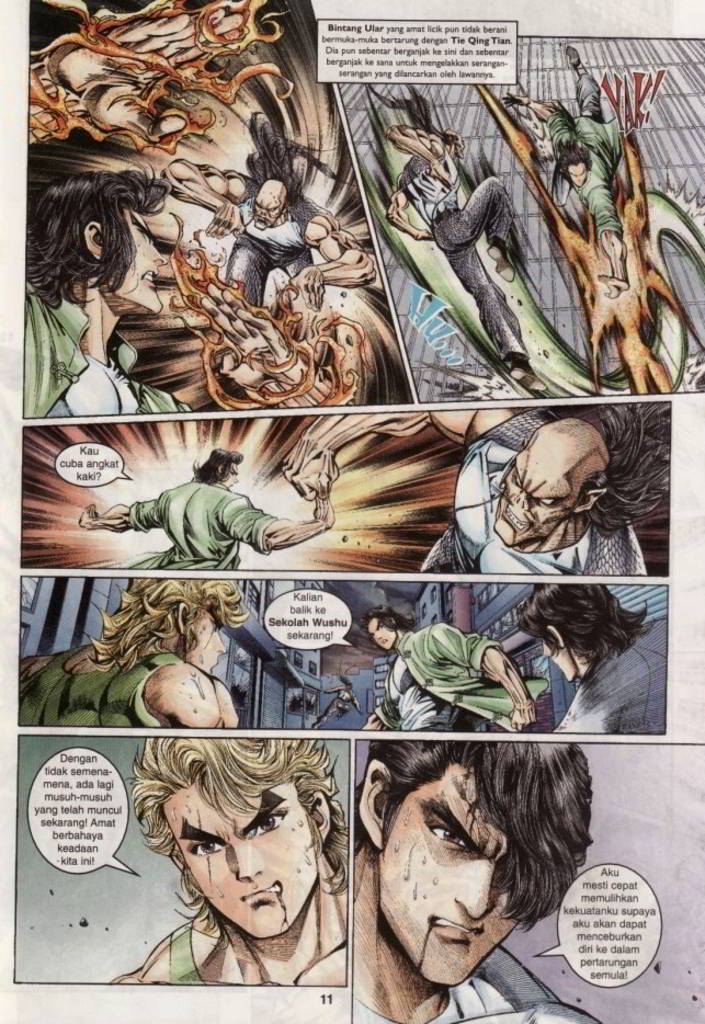 Bintang Ular yang amat licik pun tidak berani
bermuka-muka bertarung dengan Tie Qing Tian.
Dia pun sebentar berganjak ke sini dan sebentar
berganjak ke sana untuk mengelakkan serangan-
serangan yang dilancarkan oleh lawannya.
YAK!
Kau
cuba angkat
kaki?
Kalian
balik ke
Sekolah Wushu
sekarang!
Dengan
tidak semena-
mena, ada lagi
musuh-musuh
yang telah muncul
sekarang! Amat
berbahaya
keadaan
kita ini!
Aku
mesti cepat
memulihkan
kekuatanku supaya
aku akan dapat
menceburkan
diri ke dalam
pertarungan
semula!
11